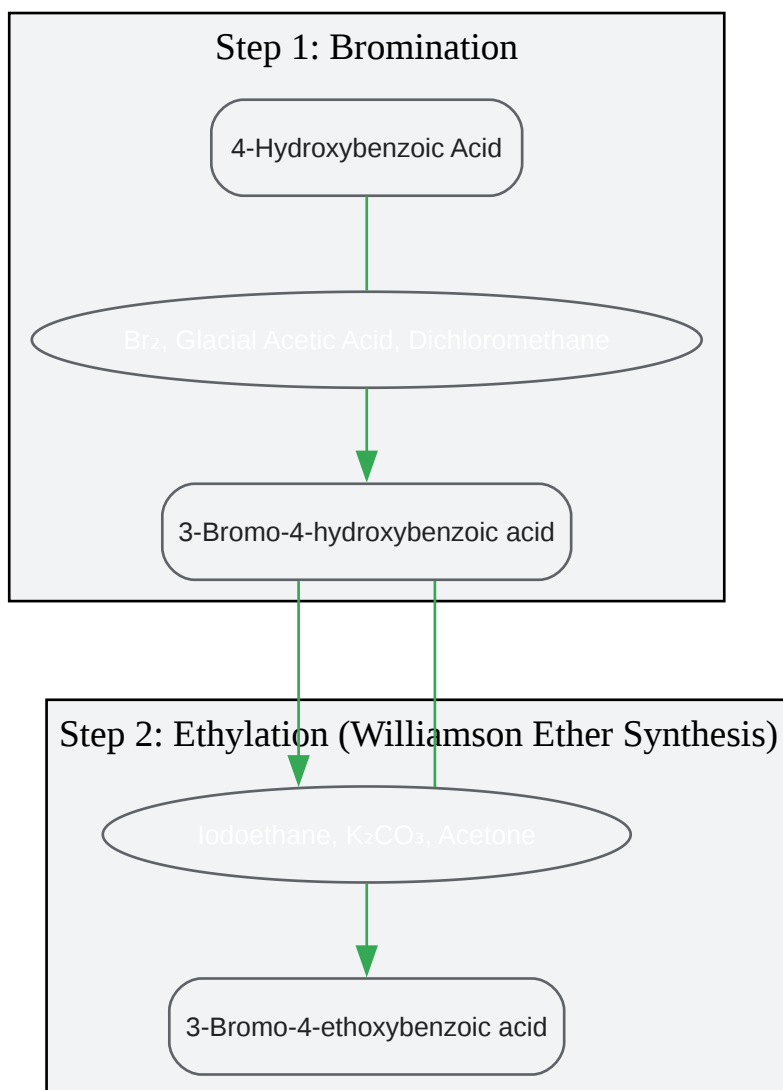 Step 1: Bromination
4-Hydroxybenzoic Acid
Br₂, Glacial Acetic Acid, Dichloromethane
3-Bromo-4-hydroxybenzoic acid
Step 2: Ethylation (Williamson Ether Synthesis)
Iodoethane, K₂CO₃, Acetone
3-Bromo-4-ethoxybenzoic acid